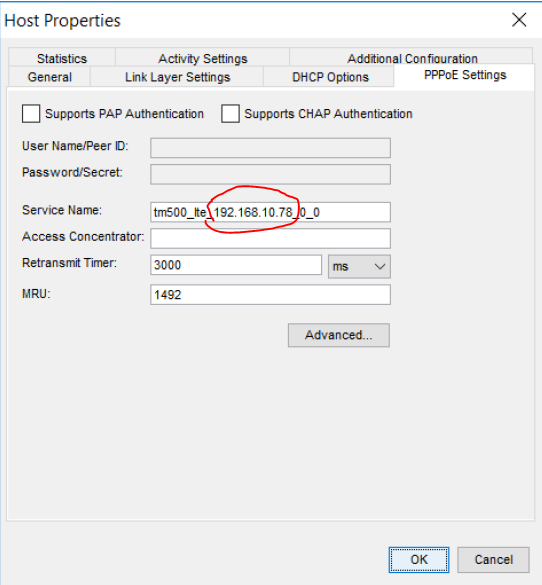 Host Properties
Statistics Activity Settings Additional Configuration
General Link Layer Settings DHCP Options PPPoE Settings
Supports PAP Authentication Supports CHAP Authentication
User Name/Peer ID:
Password/Secret:
Service Name: tm500_lte_192.168.10.78_0_0
Access Concentrator:
Retransmit Timer: 3000 ms
MRU: 1492
Advanced...
OK Cancel